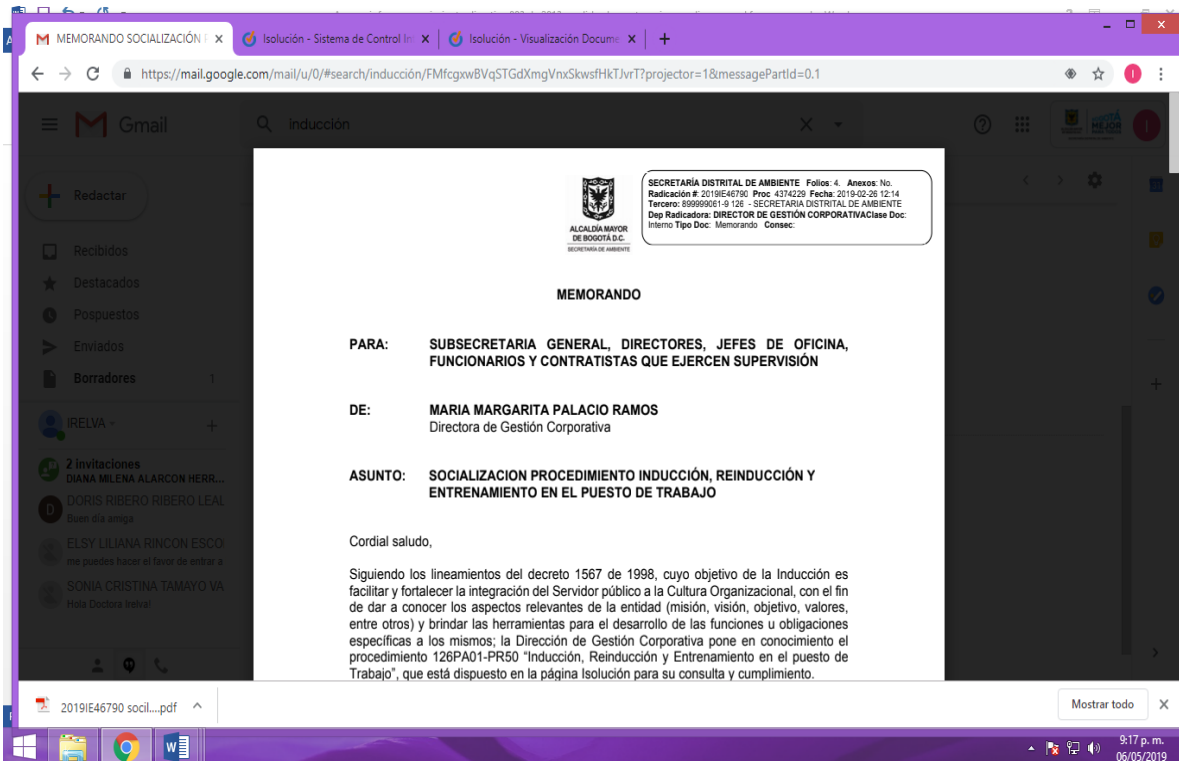 MEMORANDO SOCIALIZACIÓN
Isolución - Sistema de Control In
Isolución - Visualización Docume
https://mail.google.com/mail/u/0/#search/inducción/FMfcgxwBVqSTGdXmgVnxSkwsfHkTJvrT?projector=1&messagePartId=0.1
Gmail
inducción
Redactar
Recibidos
Destacados
Pospuestos
Enviados
Borradores 1
IRELVA
2 invitaciones
DIANA MILENA ALARCON HERR...
DORIS RIBERO RIBERO LEAL
Buen día amiga
ELSY LILIANA RINCON ESCO
me puedes hacer el favor de entrar a
SONIA CRISTINA TAMAYO VA
Hola Doctora Irelva!
ALCALDÍA MAYOR
DE BOGOTÁ D.C.
SECRETARÍA DE AMBIENTE
SECRETARÍA DISTRITAL DE AMBIENTE Folios: 4. Anexos: No.
Radicación #: 2019IE46790 Proc 4374229 Fecha: 2019-02-26 12:14
Tercero: 899999061-9 126 - SECRETARIA DISTRITAL DE AMBIENTE
Dep Radicadora: DIRECTOR DE GESTIÓN CORPORATIVAClase Doc:
Interno Tipo Doc: Memorando Consec:
MEMORANDO
PARA: SUBSECRETARIA GENERAL, DIRECTORES, JEFES DE OFICINA,
FUNCIONARIOS Y CONTRATISTAS QUE EJERCEN SUPERVISIÓN
DE: MARIA MARGARITA PALACIO RAMOS
Directora de Gestión Corporativa
ASUNTO: SOCIALIZACION PROCEDIMIENTO INDUCCIÓN, REINDUCCIÓN Y
ENTRENAMIENTO EN EL PUESTO DE TRABAJO
Cordial saludo,
Siguiendo los lineamientos del decreto 1567 de 1998, cuyo objetivo de la Inducción es
facilitar y fortalecer la integración del Servidor público a la Cultura Organizacional, con el fin
de dar a conocer los aspectos relevantes de la entidad (misión, visión, objetivo, valores,
entre otros) y brindar las herramientas para el desarrollo de las funciones u obligaciones
específicas a los mismos; la Dirección de Gestión Corporativa pone en conocimiento el
procedimiento 126PA01-PR50 “Inducción, Reinducción y Entrenamiento en el puesto de
Trabajo”, que está dispuesto en la página Isolución para su consulta y cumplimiento.
2019IE46790 socil....pdf
Mostrar todo
9:17 p. m.
06/05/2019